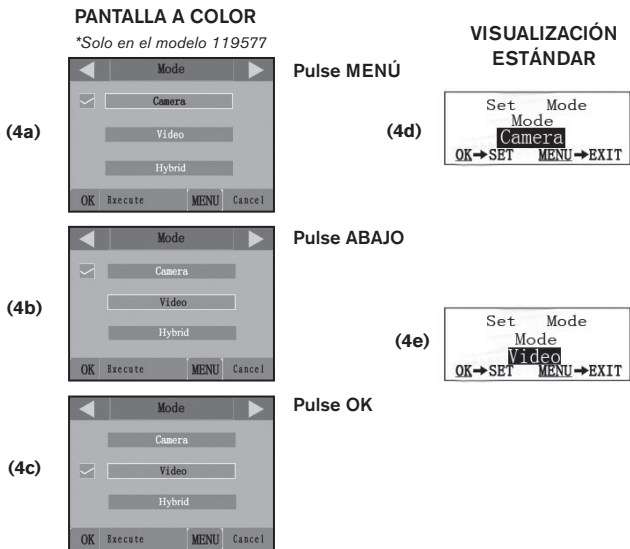 PANTALLA A COLOR
*Solo en el modelo 119577
VISUALIZACIÓN
ESTÁNDAR
(4a)
Mode
Camera
Video
Hybrid
OK Execute MENU Cancel
Pulse MENÚ
(4d)
Set Mode
Mode
Camera
OK➔SET MENU➔EXIT
(4b)
Mode
Camera
Video
Hybrid
OK Execute MENU Cancel
Pulse ABAJO
(4e)
Set Mode
Mode
Video
OK➔SET MENU➔EXIT
(4c)
Mode
Camera
Video
Hybrid
OK Execute MENU Cancel
Pulse OK